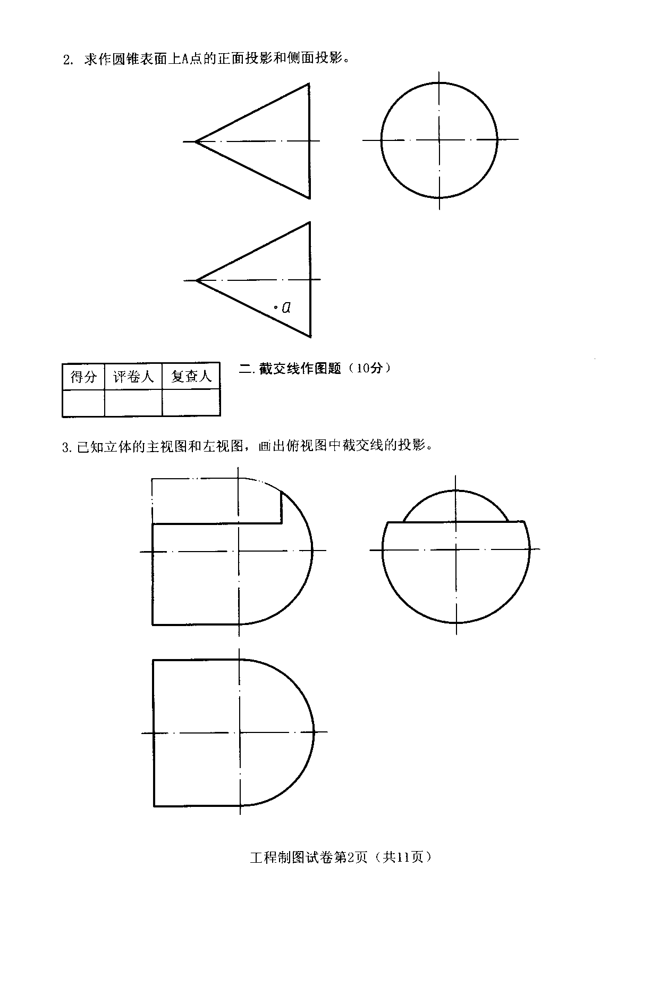 2. 求作圆锥表面上A点的正面投影和侧面投影。
a
得分 评卷人 复查人
二.截交线作图题（10分）
3.已知立体的主视图和左视图，画出俯视图中截交线的投影。
工程制图试卷第2页（共11页）